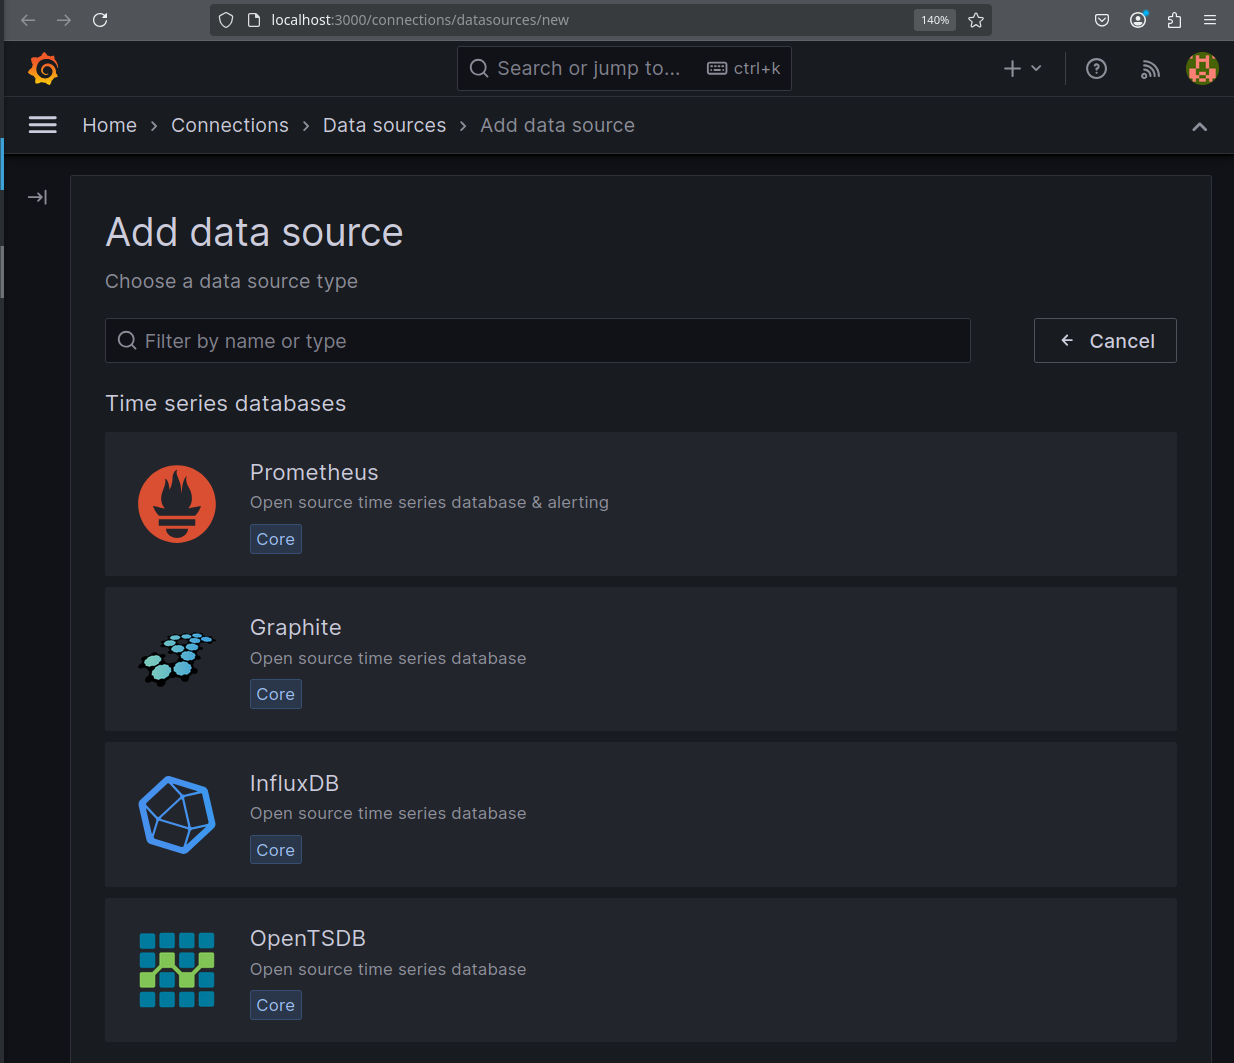 localhost:3000/connections/datasources/new 140%
Search or jump to... ctrl+k
Home › Connections › Data sources › Add data source
Add data source
Choose a data source type
Filter by name or type
Cancel
Time series databases
Prometheus
Open source time series database & alerting
Core
Graphite
Open source time series database
Core
InfluxDB
Open source time series database
Core
OpenTSDB
Open source time series database
Core